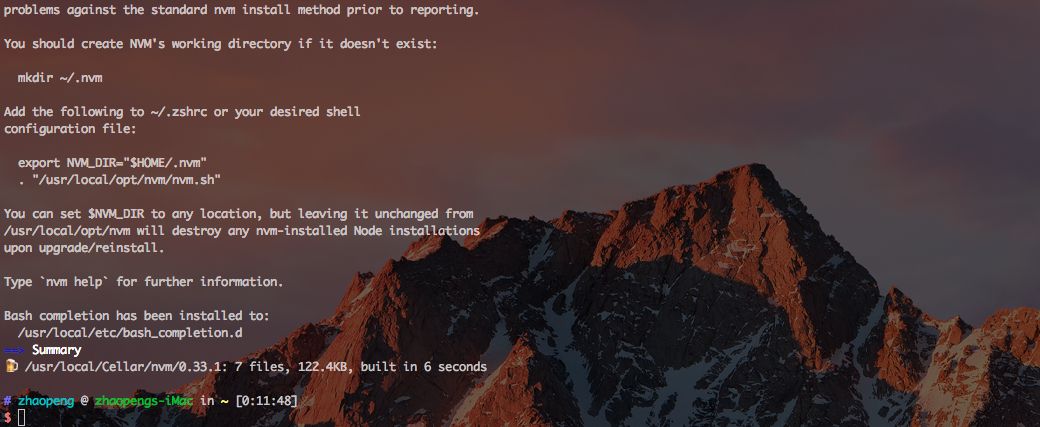 problems against the standard nvm install method prior to reporting.
You should create NVM's working directory if it doesn't exist:
mkdir ~/.nvm
Add the following to ~/.zshrc or your desired shell
configuration file:
export NVM_DIR="$HOME/.nvm"
. "/usr/local/opt/nvm/nvm.sh"
You can set $NVM_DIR to any location, but leaving it unchanged from
/usr/local/opt/nvm will destroy any nvm-installed Node installations
upon upgrade/reinstall.
Type `nvm help` for further information.
Bash completion has been installed to:
/usr/local/etc/bash_completion.d
==> Summary
🍺 /usr/local/Cellar/nvm/0.33.1: 7 files, 122.4KB, built in 6 seconds
# zhaopeng @ zhaopengs-iMac in ~ [0:11:48]
$